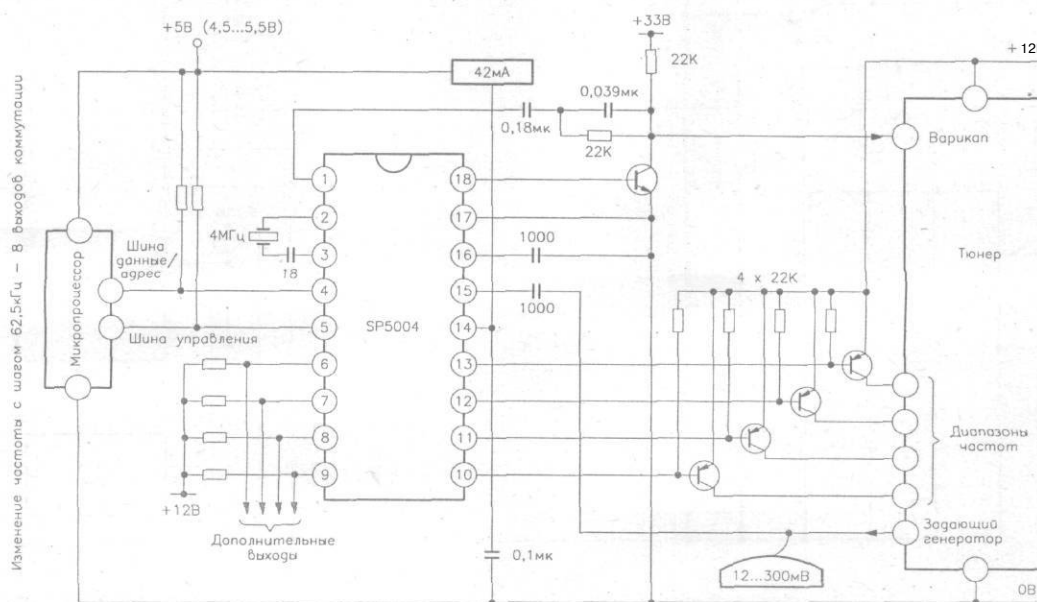 Изменение частоты с шагом 62,5кГц – 8 выходов коммутации
+5В (4,5...5,5В)
42мА
+33В
22К
+12
0,039мк
0,18мк
22К
Варикап
1
2
3
4
5
6
7
8
9
18
17
16
15
14
13
12
11
10
SP5004
4МГц
18
1000
1000
4 x 22К
Тюнер
Микропроцессор
Шина
данные/
адрес
Шина управления
+12В
Дополнительные
выходы
0,1мк
Диапазоны
частот
Задающий
генератор
12...300мВ
0В